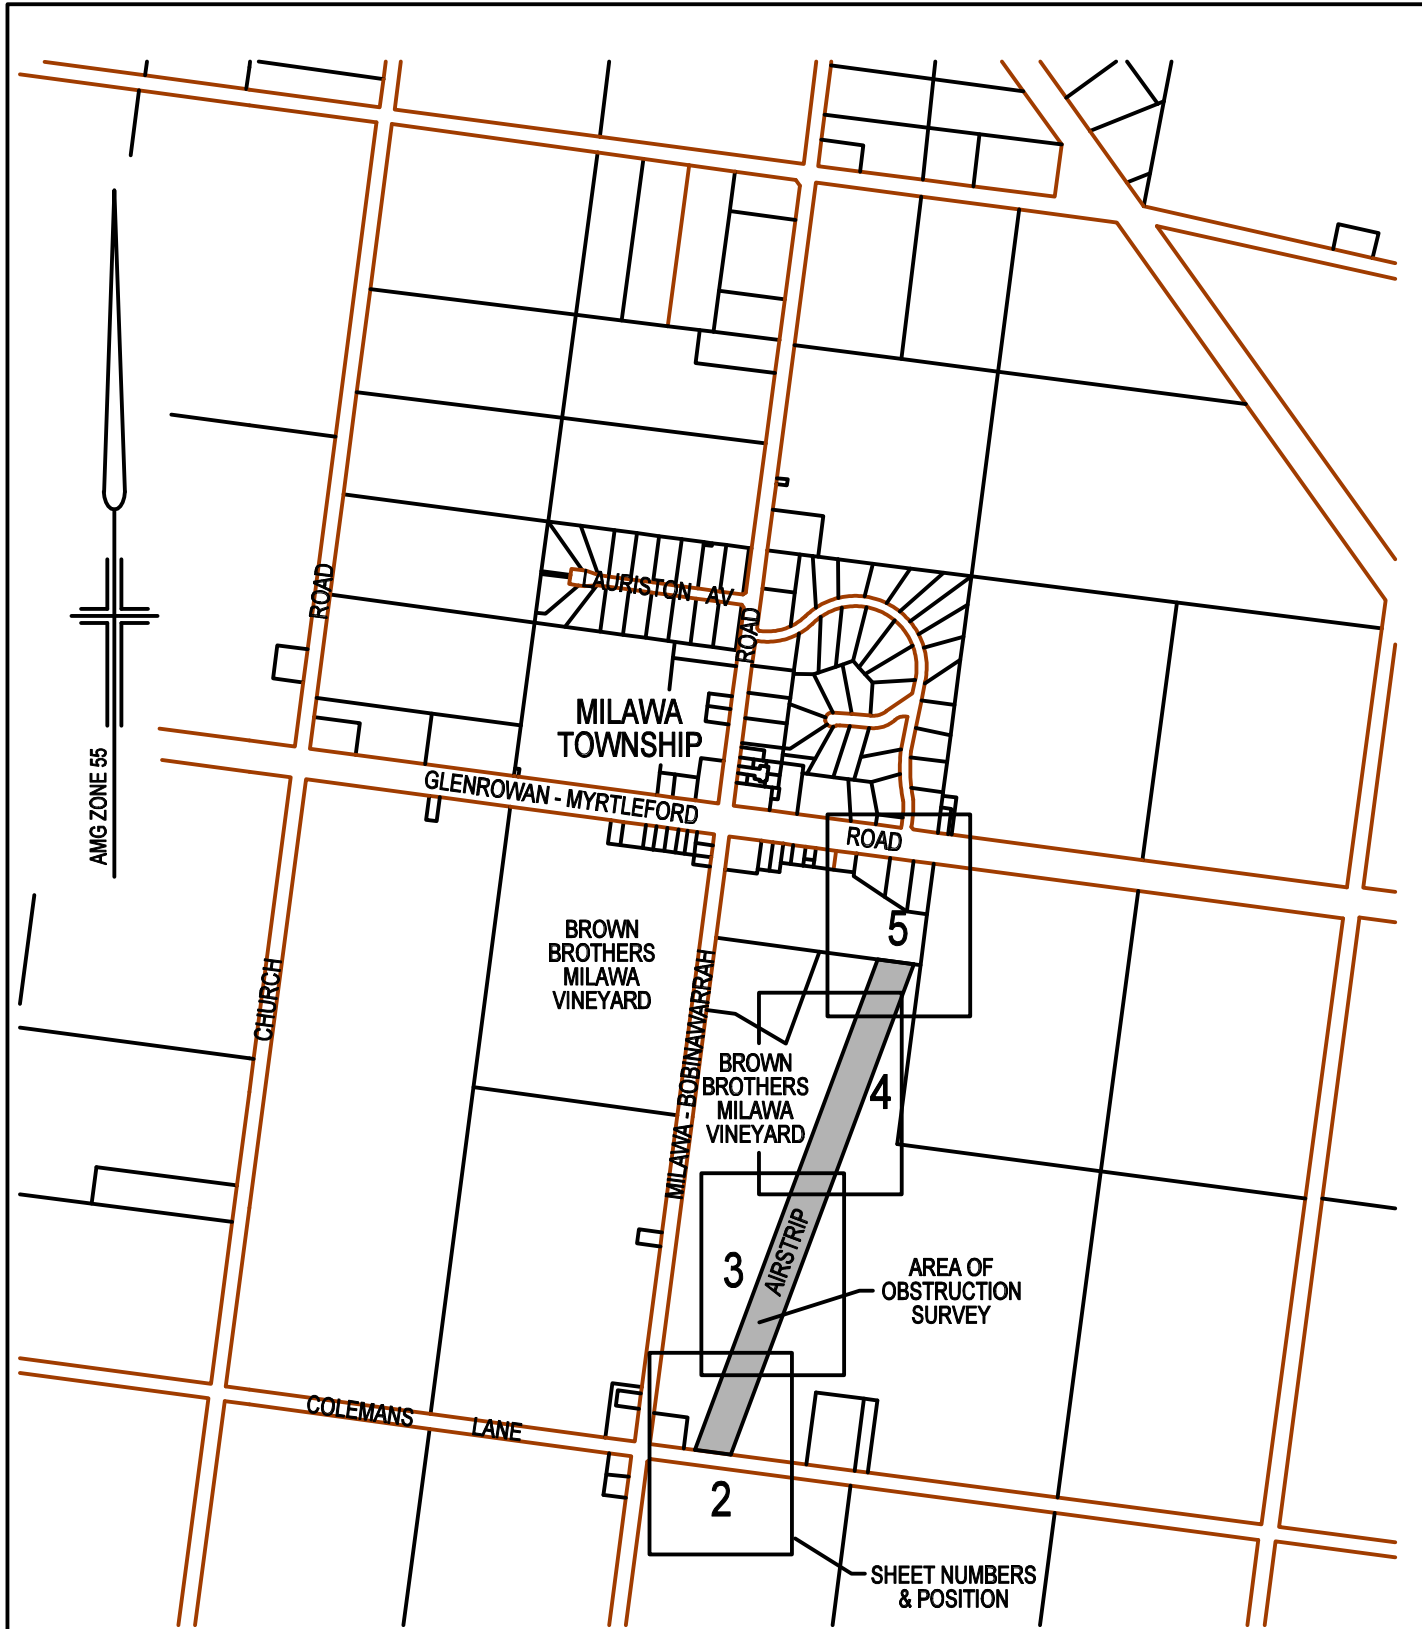 ROAD
LAURISTON AV
ROAD
MILAWA
TOWNSHIP
AMG ZONE 55
GLENROWAN - MYRTLEFORD
ROAD
BROWN
BROTHERS
MILAWA
VINEYARD
5
CHURCH
MILAWA - BOBINAWARRAH
BROWN
BROTHERS
MILAWA
VINEYARD
4
3
AIRSTRIP
AREA OF
OBSTRUCTION
SURVEY
COLEMANS LANE
2
SHEET NUMBERS
& POSITION